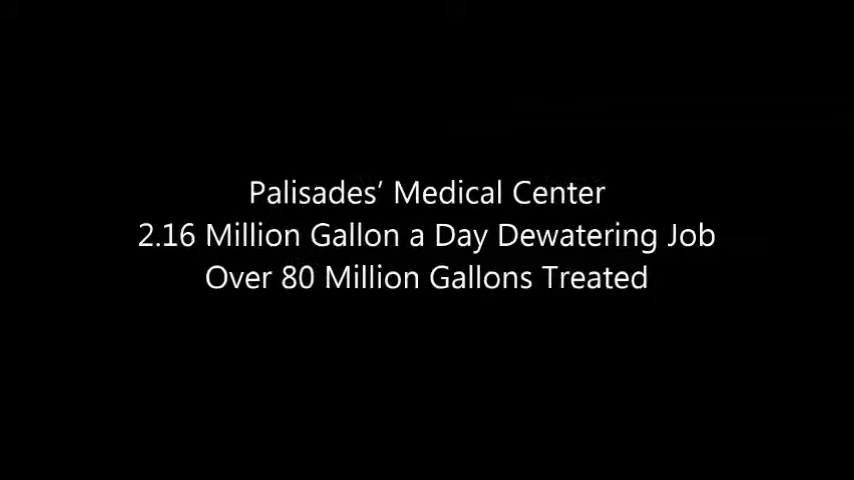 Palisades’ Medical Center
2.16 Million Gallon a Day Dewatering Job
Over 80 Million Gallons Treated